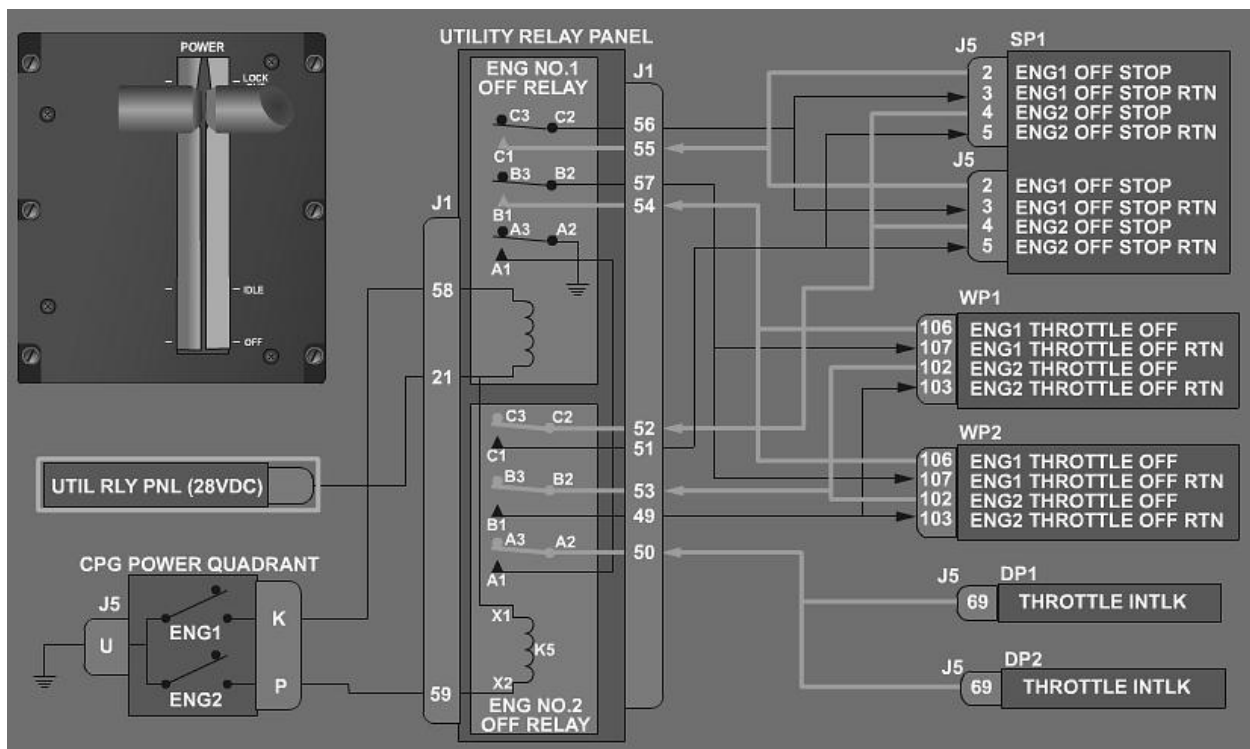 POWER
LOCK
IDLE
OFF
UTILITY RELAY PANEL
ENG NO.1
OFF RELAY
C3 C2
C1
B3 B2
B1
A3 A2
A1
J1
58
21
59
J1
56
55
57
54
52
51
53
49
50
C3 C2
C1
B3 B2
B1
A3 A2
A1
X1
K5
X2
ENG NO.2
OFF RELAY
UTIL RLY PNL (28VDC)
CPG POWER QUADRANT
J5
U
ENG1
ENG2
K
P
J5 SP1
2 ENG1 OFF STOP
3 ENG1 OFF STOP RTN
4 ENG2 OFF STOP
5 ENG2 OFF STOP RTN
J5
2 ENG1 OFF STOP
3 ENG1 OFF STOP RTN
4 ENG2 OFF STOP
5 ENG2 OFF STOP RTN
WP1
106 ENG1 THROTTLE OFF
107 ENG1 THROTTLE OFF RTN
102 ENG2 THROTTLE OFF
103 ENG2 THROTTLE OFF RTN
WP2
106 ENG1 THROTTLE OFF
107 ENG1 THROTTLE OFF RTN
102 ENG2 THROTTLE OFF
103 ENG2 THROTTLE OFF RTN
J5 DP1
69 THROTTLE INTLK
J5 DP2
69 THROTTLE INTLK